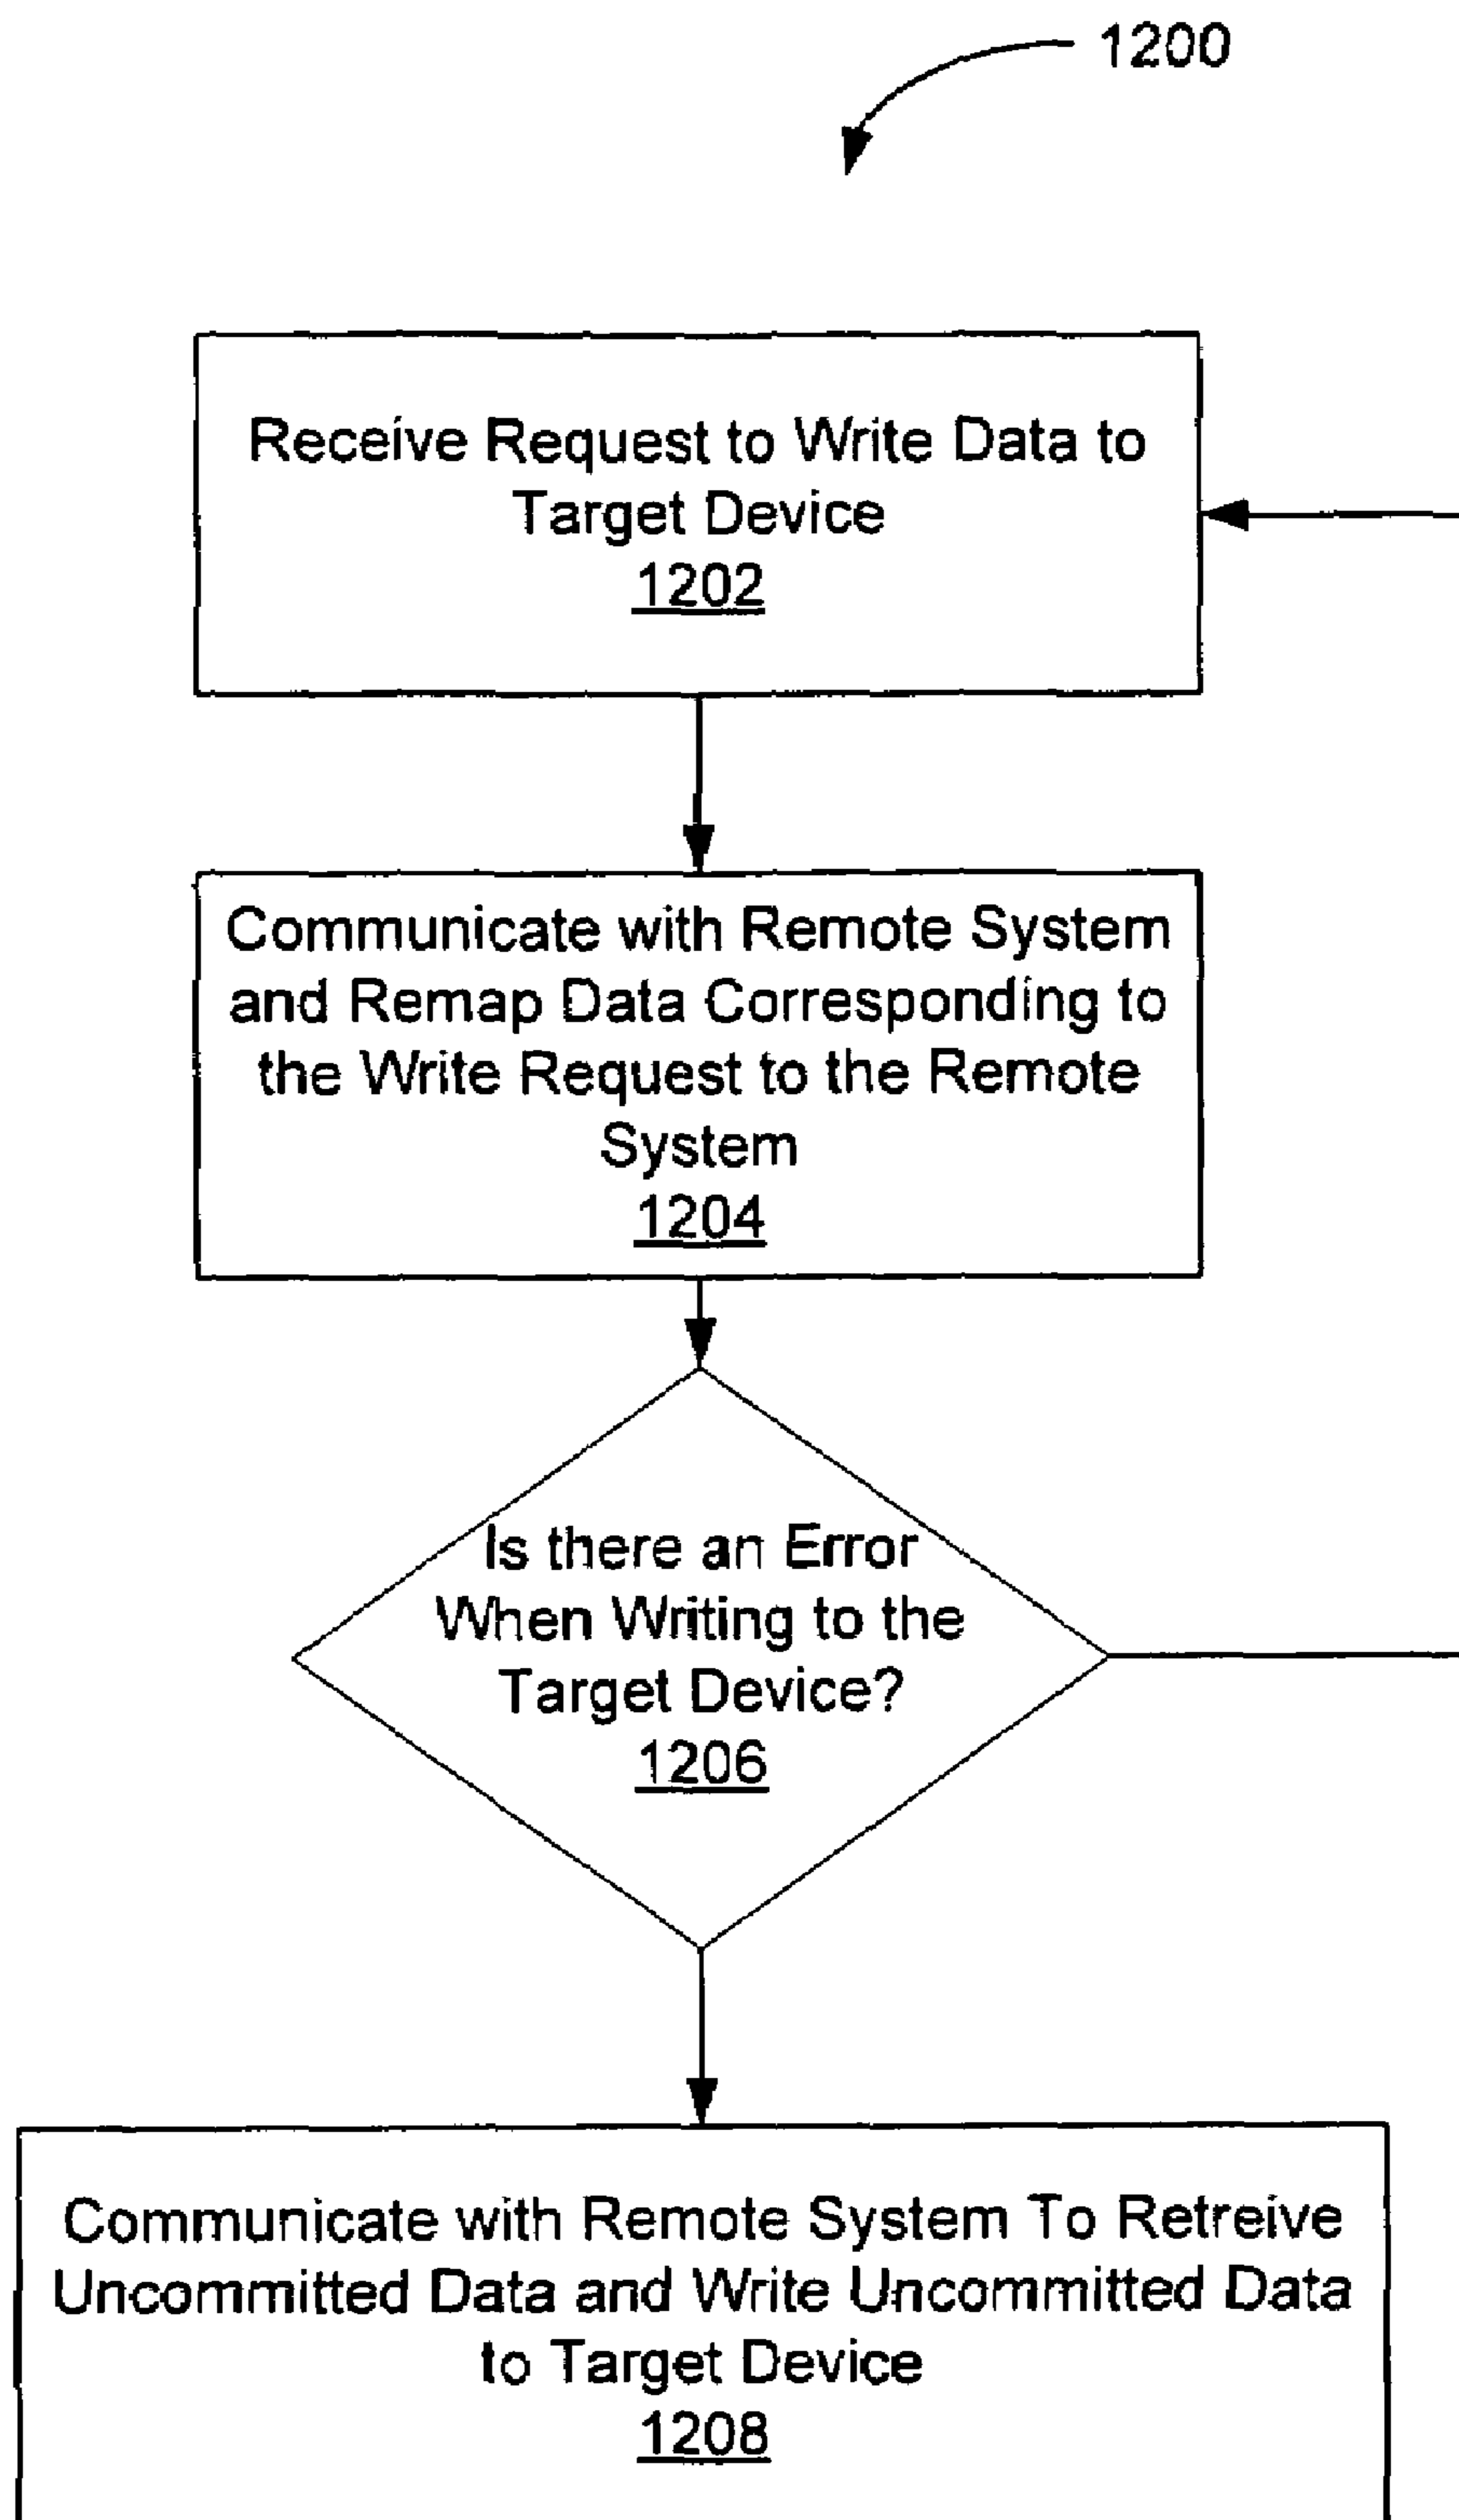 1200
Receive Request to Write Data to
Target Device
1202
Communicate with Remote System
and Remap Data Corresponding to
the Write Request to the Remote
System
1204
Is there an Error
When Writing to the
Target Device?
1206
Communicate with Remote System To Retreive
Uncommitted Data and Write Uncommitted Data
to Target Device
1208